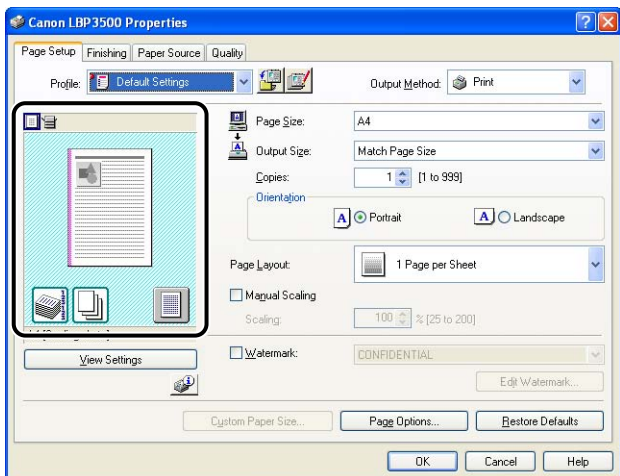 Canon LBP3500 Properties
Page Setup Finishing Paper Source Quality
Profile: Default Settings Output Method: Print
Page Size: A4
Output Size: Match Page Size
Copies: 1 [1 to 999]
Orientation
A Portrait A Landscape
Page Layout: 1 Page per Sheet
Manual Scaling
Scaling: 100 % [25 to 200]
View Settings
Watermark: CONFIDENTIAL
Edit Watermark...
Custom Paper Size... Page Options... Restore Defaults
OK Cancel Help